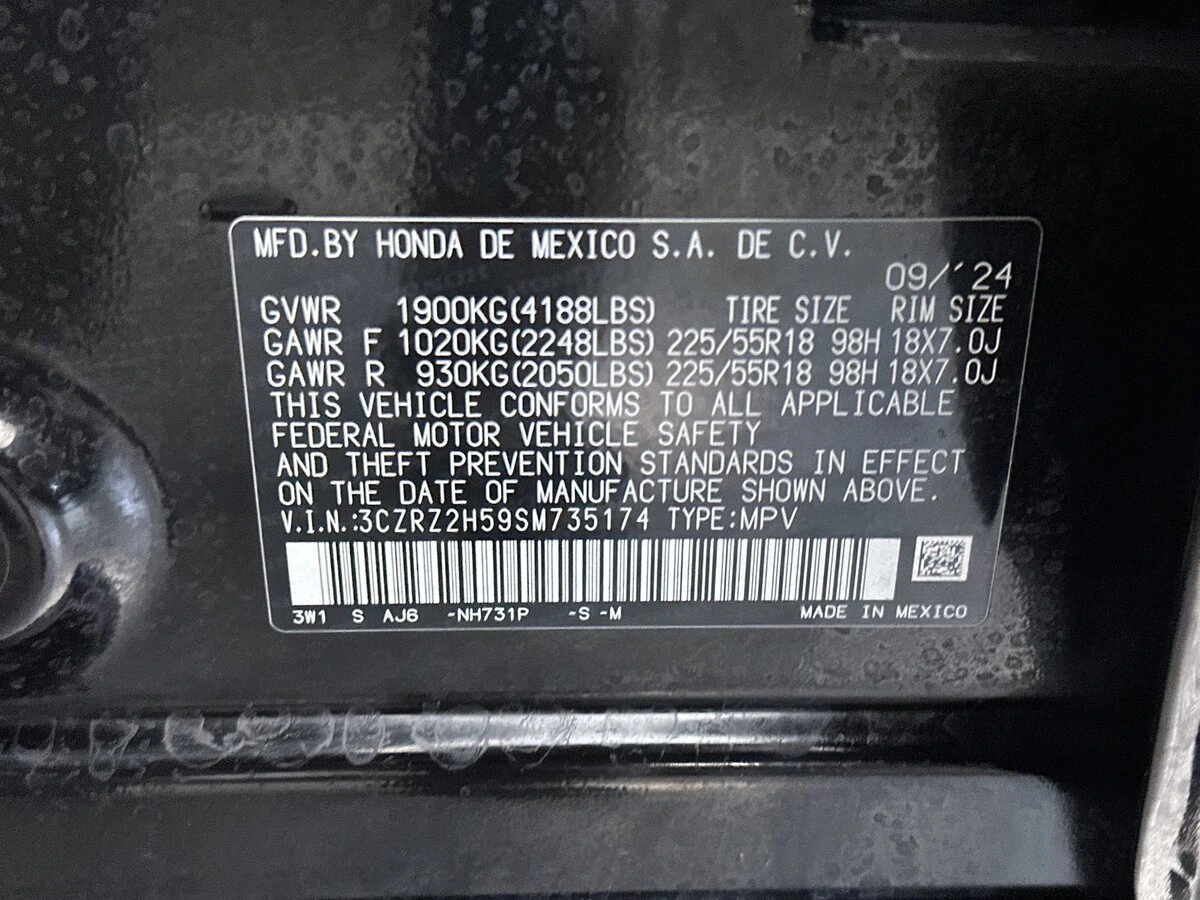 MFD.BY HONDA DE MEXICO S.A. DE C.V.
09/´24
GVWR 1900KG(4188LBS) TIRE SIZE RIM SIZE
GAWR F 1020KG(2248LBS) 225/55R18 98H 18X7.0J
GAWR R 930KG(2050LBS) 225/55R18 98H 18X7.0J
THIS VEHICLE CONFORMS TO ALL APPLICABLE
FEDERAL MOTOR VEHICLE SAFETY
AND THEFT PREVENTION STANDARDS IN EFFECT
ON THE DATE OF MANUFACTURE SHOWN ABOVE.
V.I.N.:3CZRZ2H59SM735174 TYPE:MPV
3W1 S AJ6 -NH731P -S -M MADE IN MEXICO